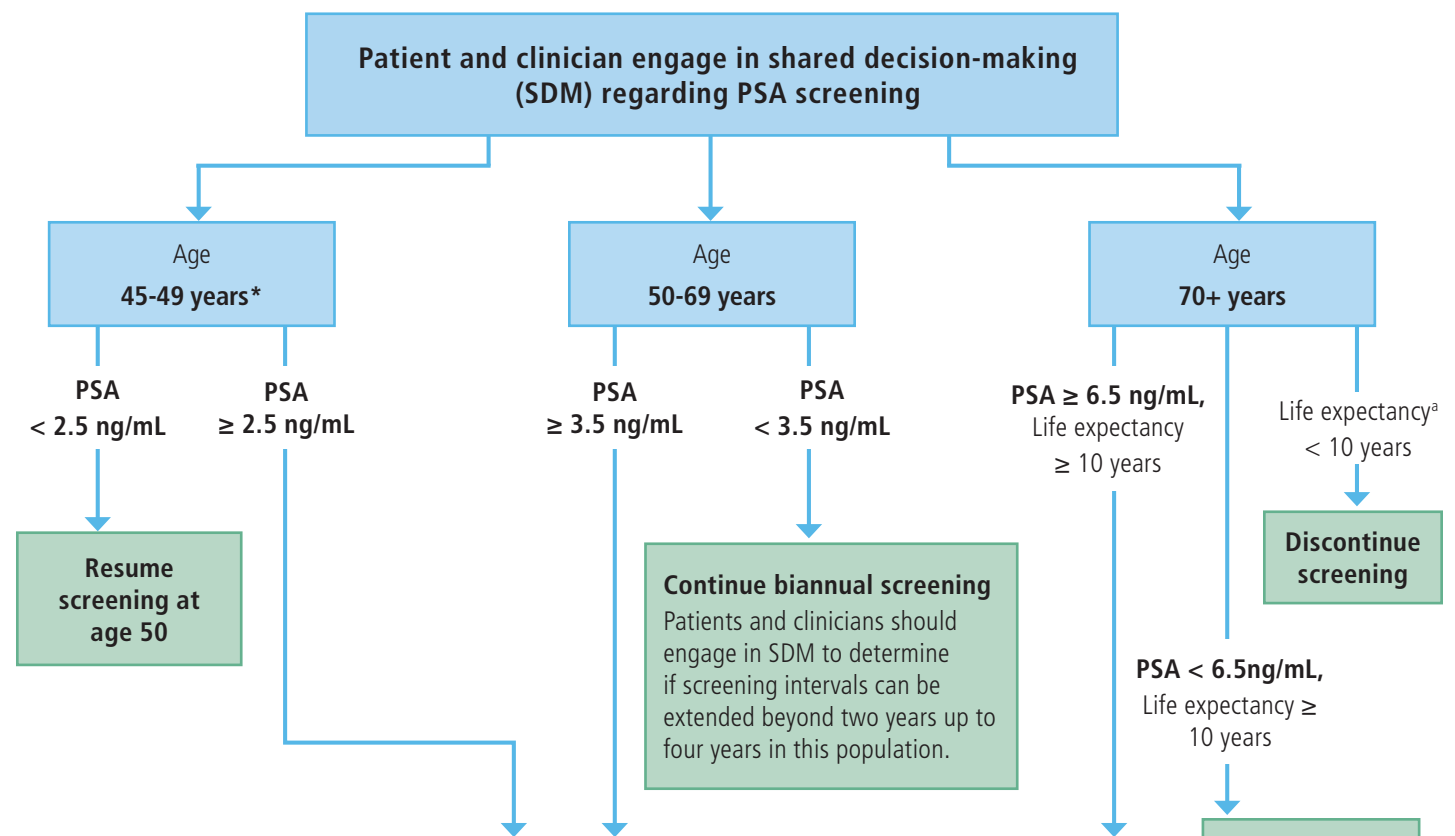 Patient and clinician engage in shared decision-making
(SDM) regarding PSA screening
Age
45-49 years*
Age
50-69 years
Age
70+ years
PSA
< 2.5 ng/mL
PSA
≥ 2.5 ng/mL
PSA
≥ 3.5 ng/mL
PSA
< 3.5 ng/mL
PSA ≥ 6.5 ng/mL,
Life expectancy
≥ 10 years
Life expectancyᵃ
< 10 years
Resume
screening at
age 50
Continue biannual screening
Patients and clinicians should
engage in SDM to determine
if screening intervals can be
extended beyond two years up to
four years in this population.
Discontinue
screening
PSA < 6.5ng/mL,
Life expectancy ≥
10 years